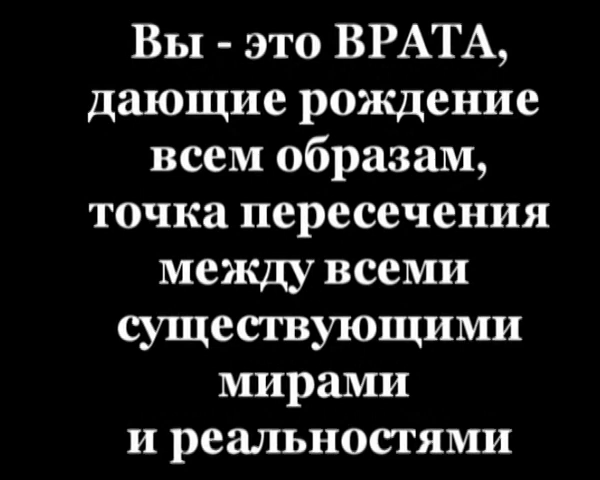 Вы - это ВРАТА,
дающие рождение
всем образам,
точка пересечения
между всеми
существующими
мирами
и реальностями